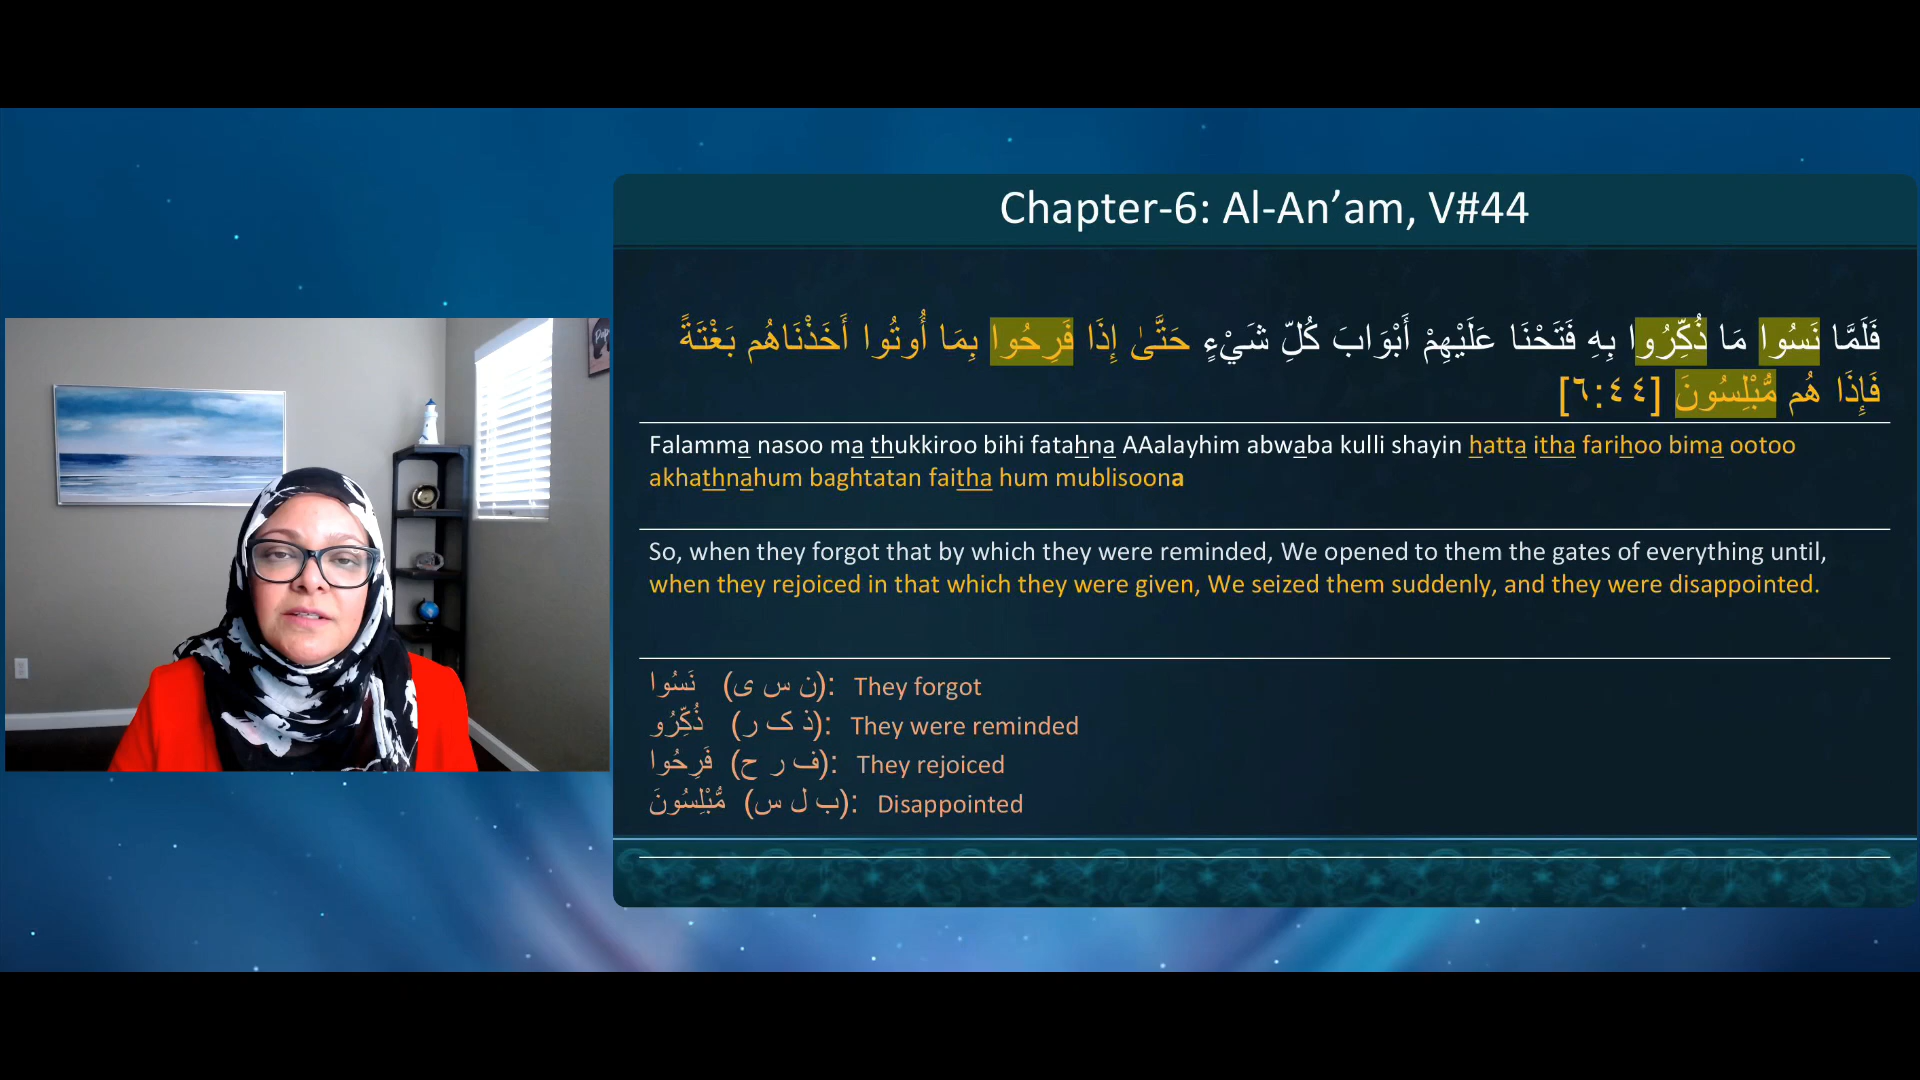 Chapter-6: Al-An’am, V#44
فَلَمَّا نَسُوا مَا ذُكِّرُوا بِهِ فَتَحْنَا عَلَيْهِمْ أَبْوَابَ كُلِّ شَيْءٍ حَتَّىٰ إِذَا فَرِحُوا بِمَا أُوتُوا أَخَذْنَاهُم بَغْتَةً
فَإِذَا هُم مُّبْلِسُونَ [٦:٤٤]
Falamma nasoo ma thukkiroo bihi fatahna AAalayhim abwaba kulli shayin hatta itha farihoo bima ootoo
akhathnahum baghtatan faitha hum mublisoona
So, when they forgot that by which they were reminded, We opened to them the gates of everything until,
when they rejoiced in that which they were given, We seized them suddenly, and they were disappointed.
نَسُوا (ن س ی): They forgot
ذُكِّرُو (ذ ک ر): They were reminded
فَرِحُوا (ف ر ح): They rejoiced
مُّبْلِسُونَ (ب ل س): Disappointed